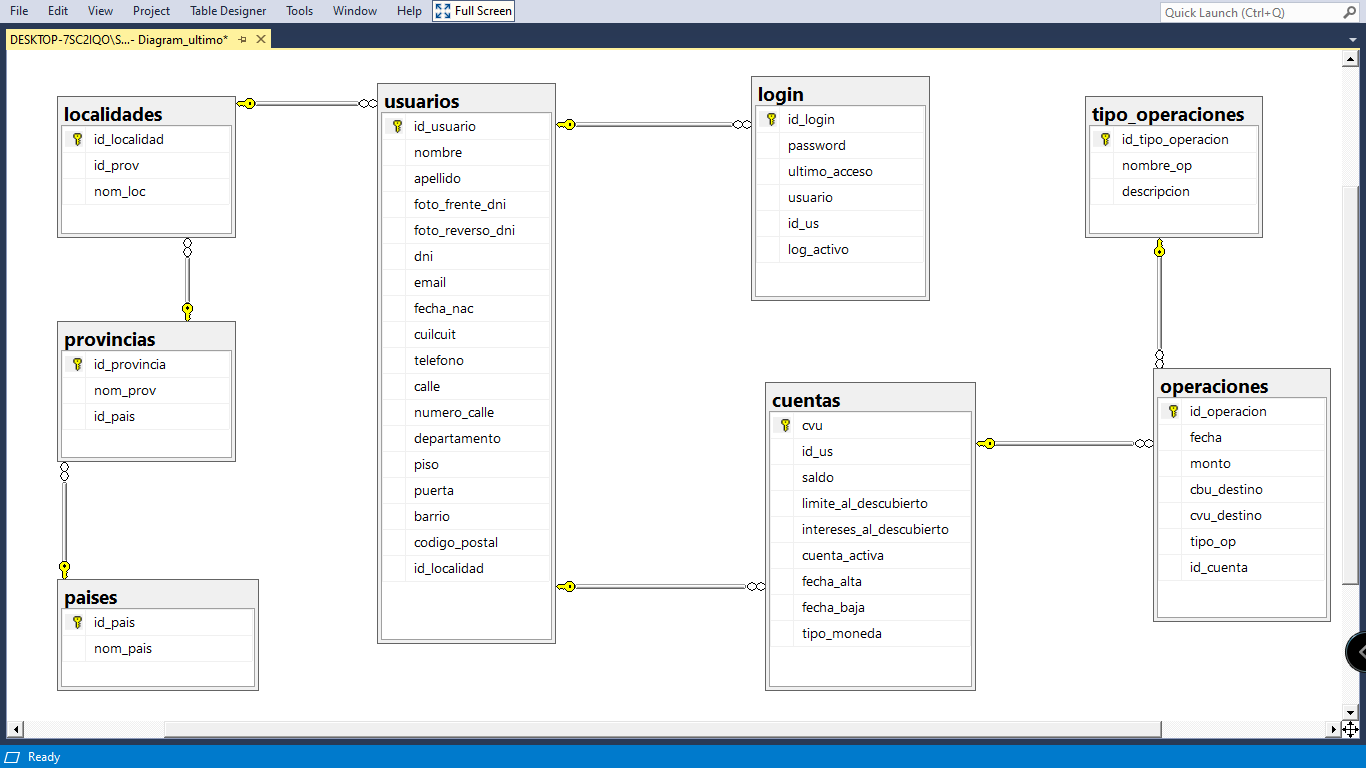 File Edit View Project Table Designer Tools Window Help Full Screen
Quick Launch (Ctrl+Q)
DESKTOP-7SC2IQO\S...- Diagram_ultimo*
localidades
id_localidad
id_prov
nom_loc
provincias
id_provincia
nom_prov
id_pais
paises
id_pais
nom_pais
usuarios
id_usuario
nombre
apellido
foto_frente_dni
foto_reverso_dni
dni
email
fecha_nac
cuilcuit
telefono
calle
numero_calle
departamento
piso
puerta
barrio
codigo_postal
id_localidad
login
id_login
password
ultimo_acceso
usuario
id_us
log_activo
cuentas
cvu
id_us
saldo
limite_al_descubierto
intereses_al_descubierto
cuenta_activa
fecha_alta
fecha_baja
tipo_moneda
tipo_operaciones
id_tipo_operacion
nombre_op
descripcion
operaciones
id_operacion
fecha
monto
cbu_destino
cvu_destino
tipo_op
id_cuenta
Ready